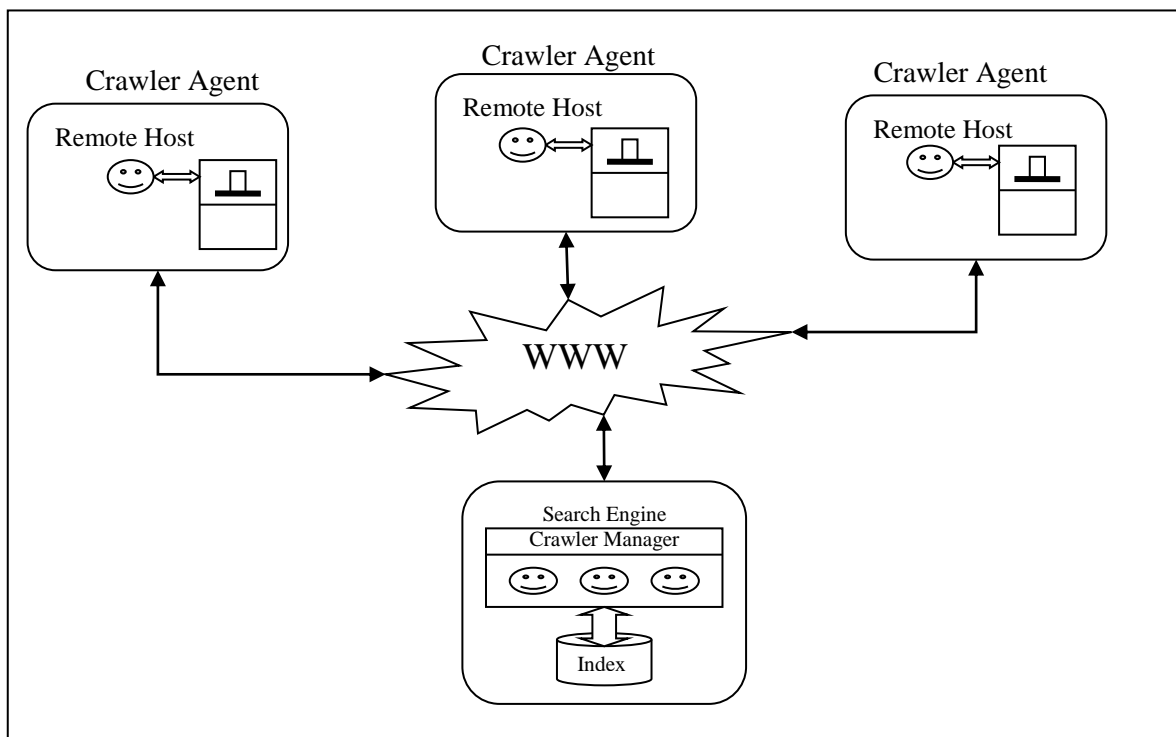 Crawler Agent
Remote Host
Crawler Agent
Remote Host
Crawler Agent
Remote Host
WWW
Search Engine
Crawler Manager
Index